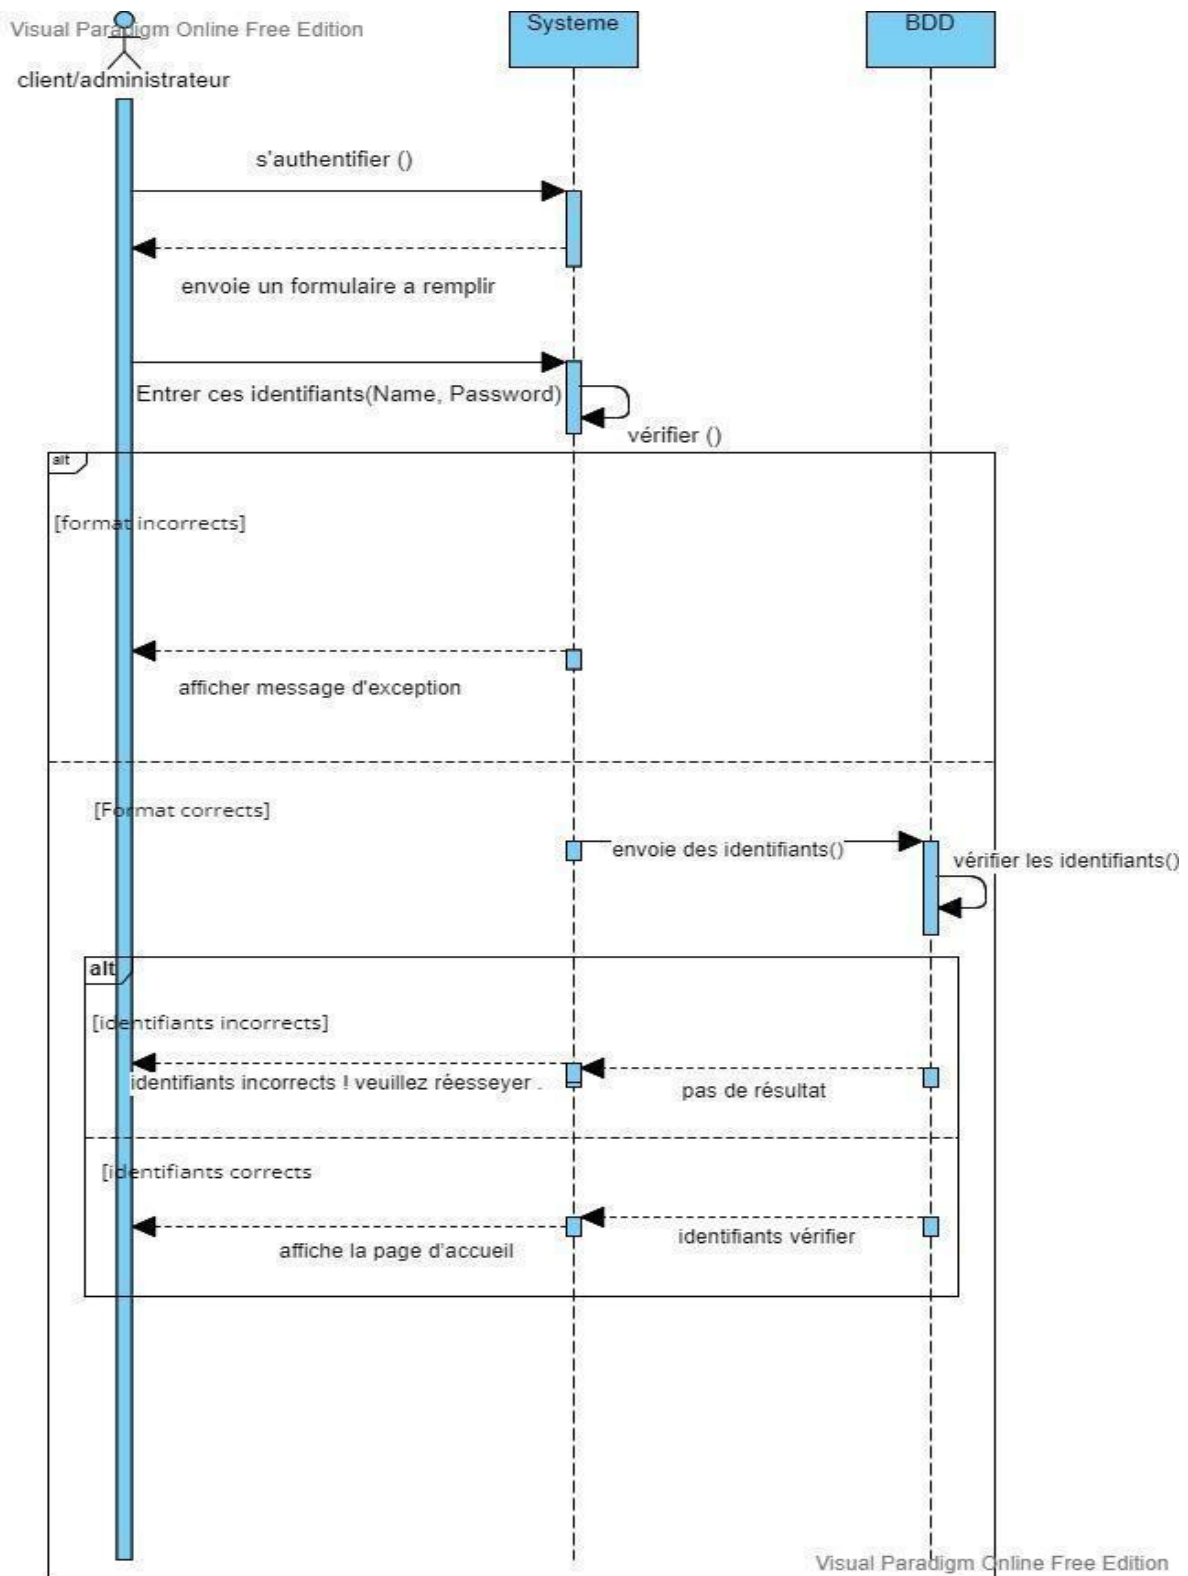 Visual Paradigm Online Free Edition
Systeme
BDD
client/administrateur
s'authentifier ()
envoie un formulaire a remplir
Entrer ces identifiants(Name, Password)
vérifier ()
alt
[format incorrects]
afficher message d'exception
[Format corrects]
envoie des identifiants()
vérifier les identifiants()
alt
[identifiants incorrects]
identifiants incorrects ! veuillez réesseyer .
pas de résultat
[identifiants corrects
identifiants vérifier
affiche la page d'accueil
Visual Paradigm Online Free Edition